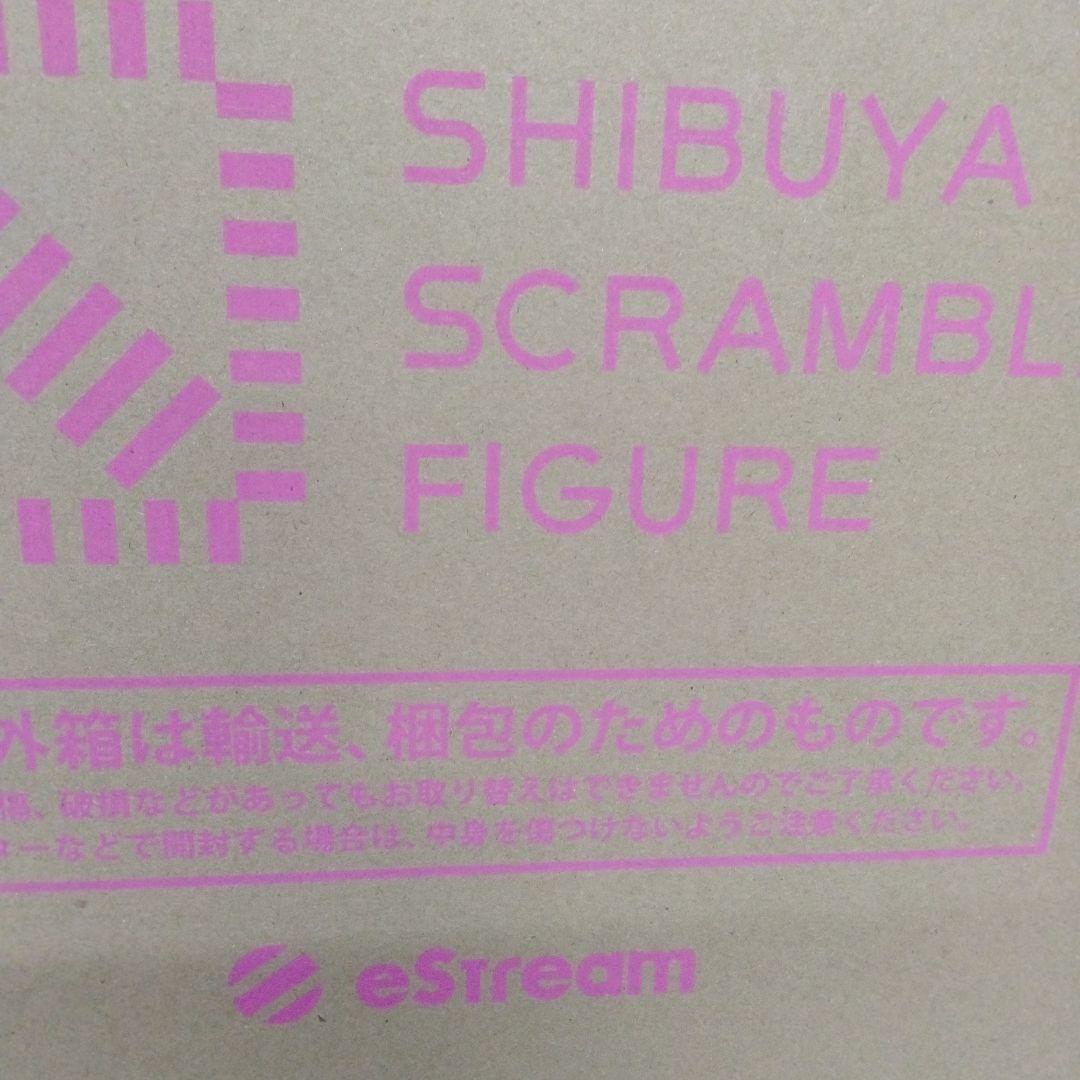 SHIBUYA
SCRAMBL
FIGURE
外箱は輸送、梱包のためのものです。
傷、破損などがあってもお取り替えはできませんのでご了承ください。
ーなどで開封する場合は、中身を傷つけないようご注意ください。
eStream